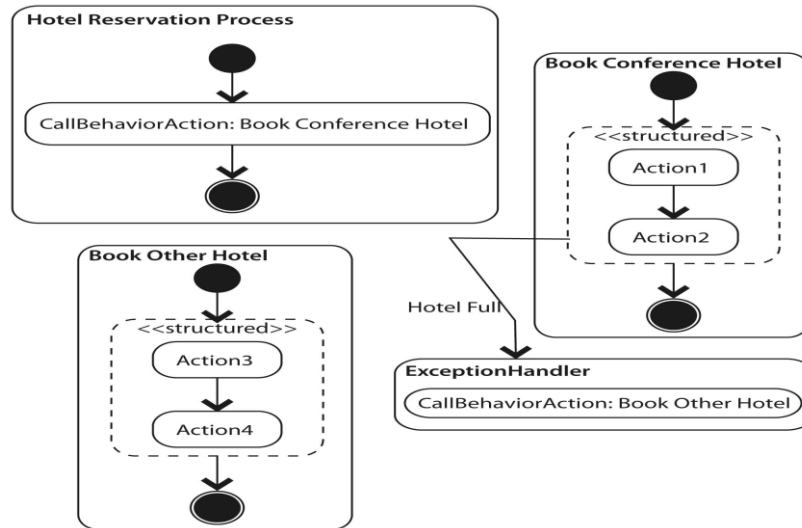 Hotel Reservation Process
CallBehaviorAction: Book Conference Hotel
Book Conference Hotel
<<structured>>
Action1
Action2
Book Other Hotel
<<structured>>
Action3
Action4
Hotel Full
ExceptionHandler
CallBehaviorAction: Book Other Hotel